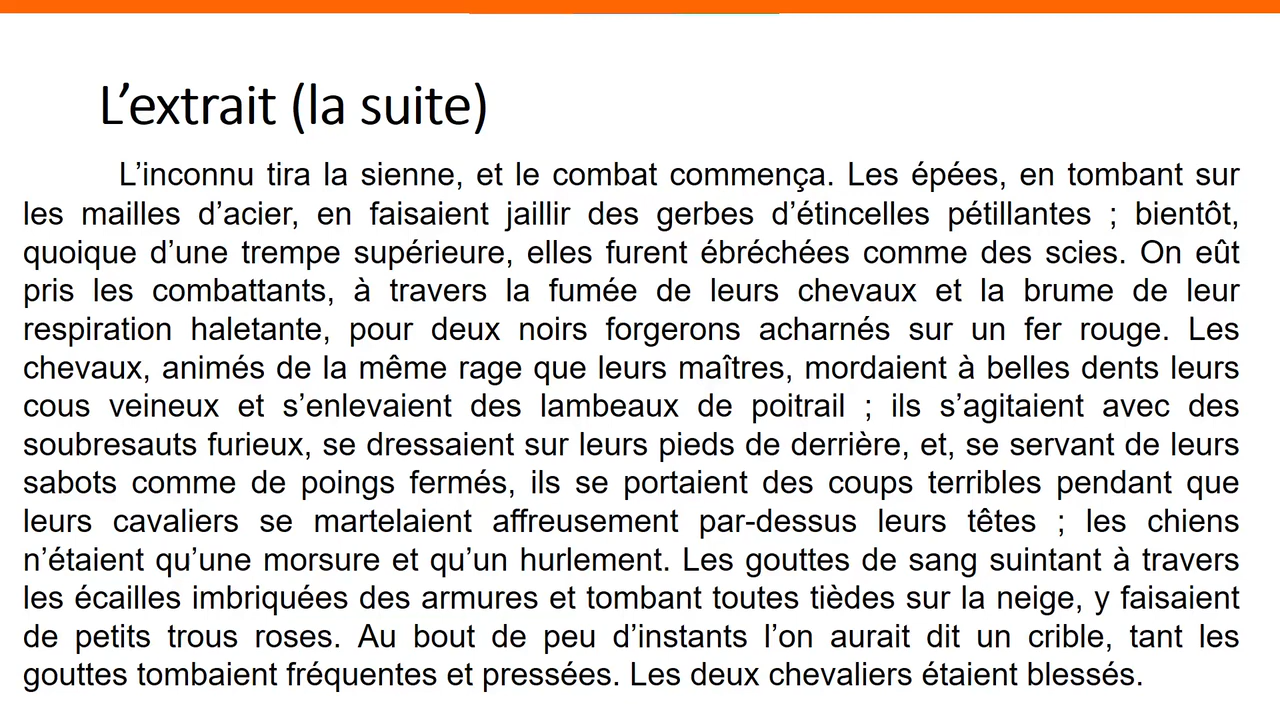 L’extrait (la suite)
L’inconnu tira la sienne, et le combat commença. Les épées, en tombant sur
les mailles d’acier, en faisaient jaillir des gerbes d’étincelles pétillantes ; bientôt,
quoique d’une trempe supérieure, elles furent ébréchées comme des scies. On eût
pris les combattants, à travers la fumée de leurs chevaux et la brume de leur
respiration haletante, pour deux noirs forgerons acharnés sur un fer rouge. Les
chevaux, animés de la même rage que leurs maîtres, mordaient à belles dents leurs
cous veineux et s’enlevaient des lambeaux de poitrail ; ils s’agitaient avec des
soubresauts furieux, se dressaient sur leurs pieds de derrière, et, se servant de leurs
sabots comme de poings fermés, ils se portaient des coups terribles pendant que
leurs cavaliers se martelaient affreusement par-dessus leurs têtes ; les chiens
n’étaient qu’une morsure et qu’un hurlement. Les gouttes de sang suintant à travers
les écailles imbriquées des armures et tombant toutes tièdes sur la neige, y faisaient
de petits trous roses. Au bout de peu d’instants l’on aurait dit un crible, tant les
gouttes tombaient fréquentes et pressées. Les deux chevaliers étaient blessés.